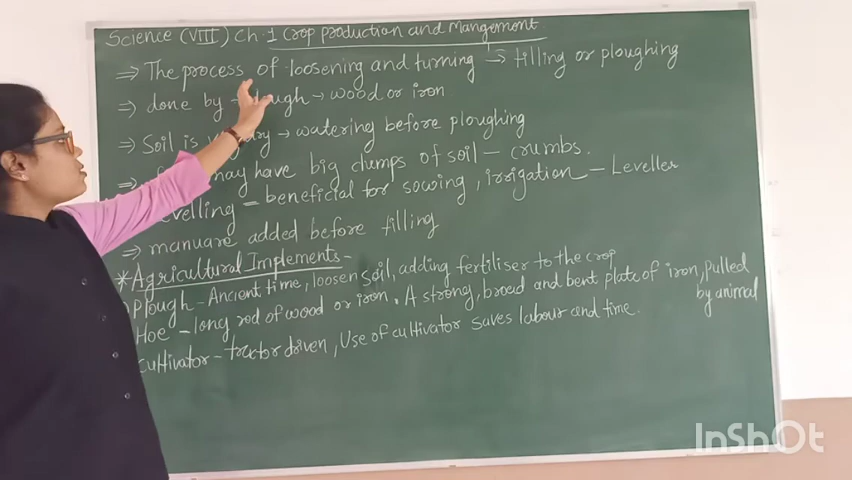 Science (VIII) Ch.1 Crop production and Mangement
⇒ The process of loosening and turning → tilling or ploughing
⇒ done by → wood or iron.
⇒ Soil is → watering before ploughing
⇒ may have big clumps of soil – crumbs.
= beneficial for sowing, irrigation – Leveller
⇒ manuare added before tilling
*Agricultural Implements-
Plough - Ancient time, loosen soil, adding fertiliser to the crop
Hoe - long rod of wood or iron. A strong, broad and bent plate of iron, pulled by animal
Cultivator - tractor driven, Use of cultivator saves labour and time.
InShot